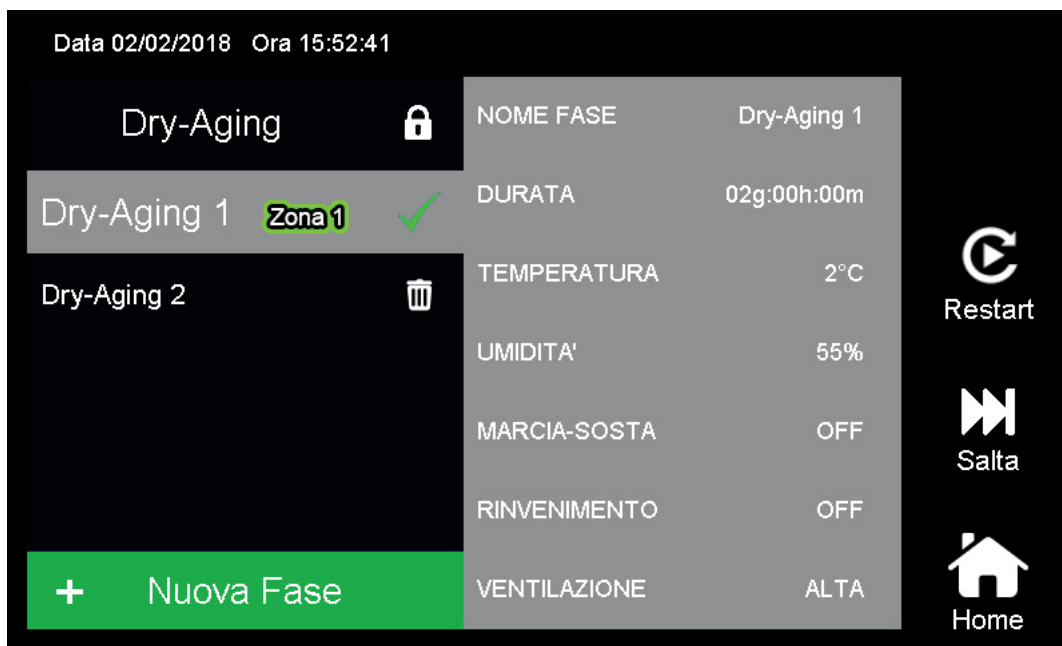 Data 02/02/2018 Ora 15:52:41
Dry-Aging
Dry-Aging 1 Zona 1
Dry-Aging 2
+ Nuova Fase
NOME FASE Dry-Aging 1
DURATA 02g:00h:00m
TEMPERATURA 2°C
UMIDITA' 55%
MARCIA-SOSTA OFF
RINVENIMENTO OFF
VENTILAZIONE ALTA
Restart
Salta
Home